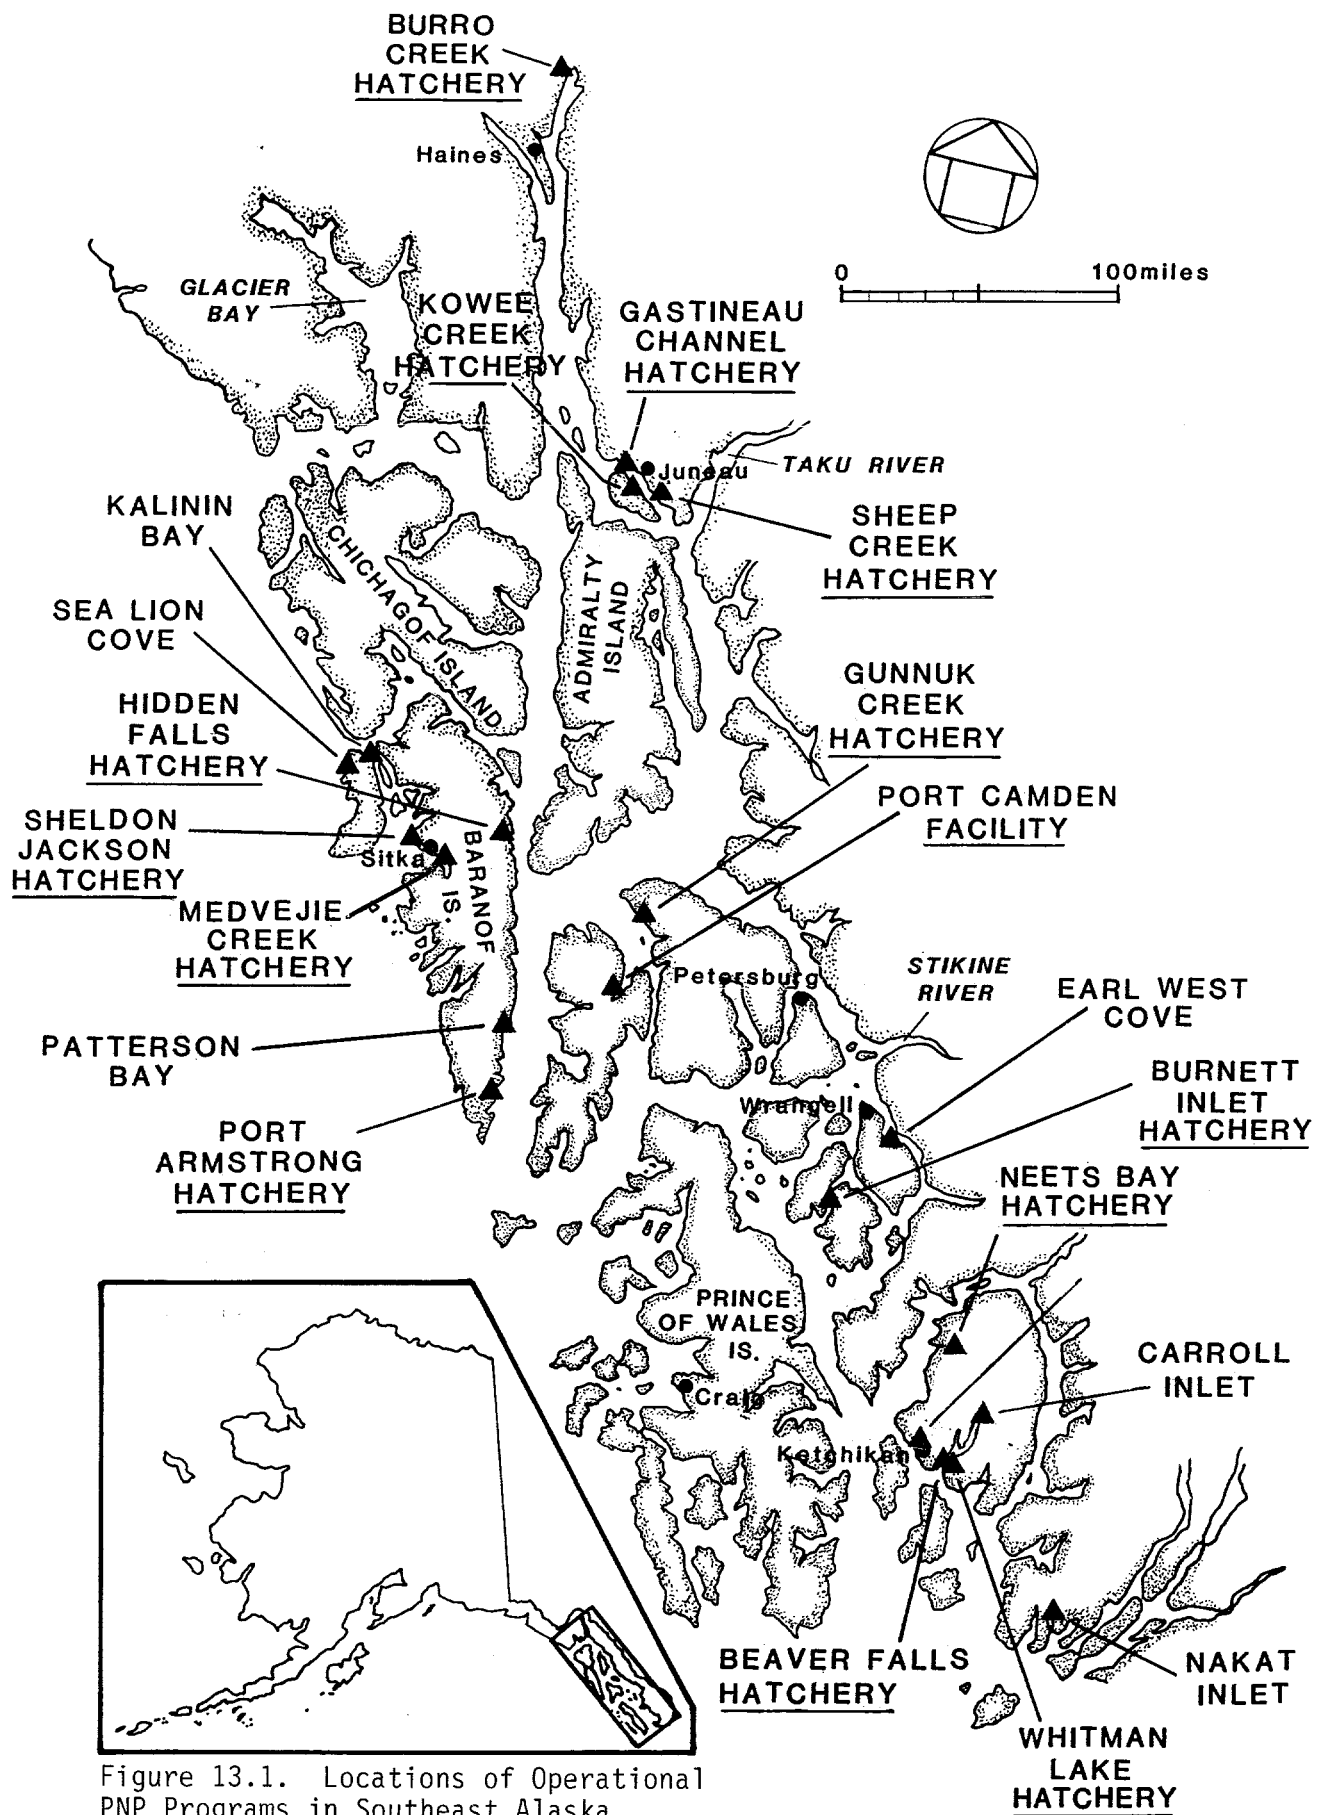 BURRO
CREEK
HATCHERY
Haines
GLACIER
BAY
0 100miles
KOWEE
CREEK
HATCHERY
GASTINEAU
CHANNEL
HATCHERY
Juneau
TAKU RIVER
KALININ
BAY
SHEEP
CREEK
HATCHERY
CHICHAGOF ISLAND
ADMIRALTY
ISLAND
SEA LION
COVE
HIDDEN
FALLS
HATCHERY
GUNNUK
CREEK
HATCHERY
PORT CAMDEN
FACILITY
SHELDON
JACKSON
HATCHERY
Sitka
BARANOF
IS.
MEDVEJIE
CREEK
HATCHERY
Petersburg
STIKINE
RIVER
EARL WEST
COVE
PATTERSON
BAY
BURNETT
INLET
HATCHERY
Wrangell
PORT
ARMSTRONG
HATCHERY
NEETS BAY
HATCHERY
PRINCE
OF WALES
IS.
CARROLL
INLET
Craig
Ketchikan
BEAVER FALLS
HATCHERY
NAKAT
INLET
WHITMAN
LAKE
HATCHERY
Figure 13.1. Locations of Operational
PNP Programs in Southeast Alaska